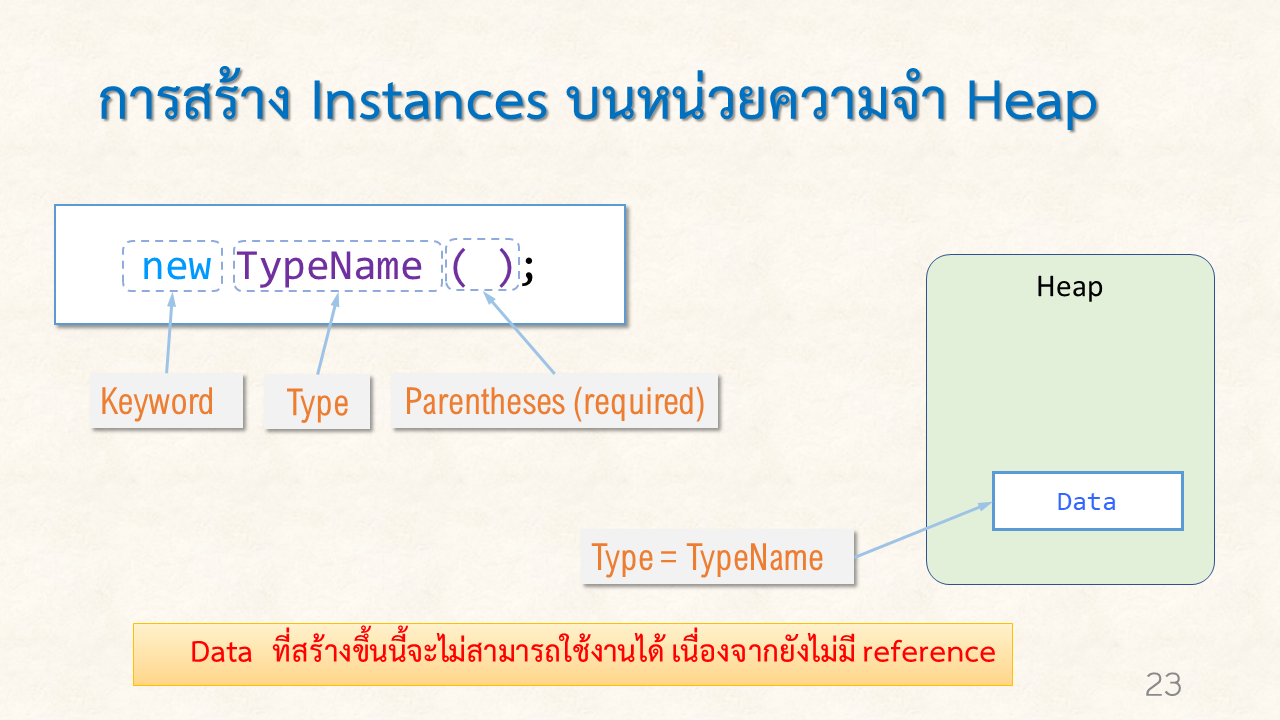 การสร้าง Instances บนหน่วยความจำ Heap
new TypeName ( );
Keyword
Type
Parentheses (required)
Heap
Data
Type = TypeName
Data ที่สร้างขึ้นนี้จะไม่สามารถใช้งานได้ เนื่องจากยังไม่มี reference
23